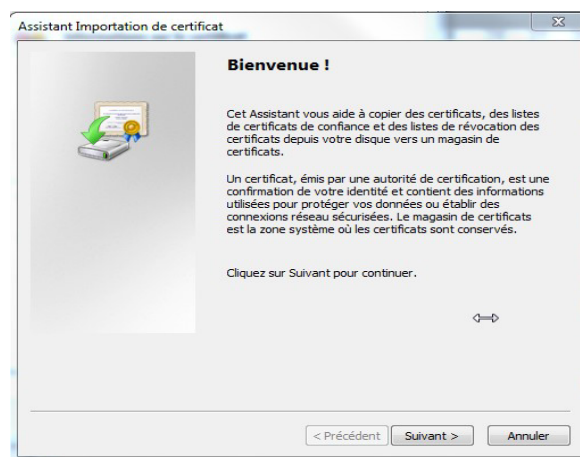 Assistant Importation de certificat
Bienvenue !
Cet Assistant vous aide à copier des certificats, des listes
de certificats de confiance et des listes de révocation des
certificats depuis votre disque vers un magasin de
certificats.
Un certificat, émis par une autorité de certification, est une
confirmation de votre identité et contient des informations
utilisées pour protéger vos données ou établir des
connexions réseau sécurisées. Le magasin de certificats
est la zone système où les certificats sont conservés.
Cliquez sur Suivant pour continuer.
< Précédent Suivant > Annuler